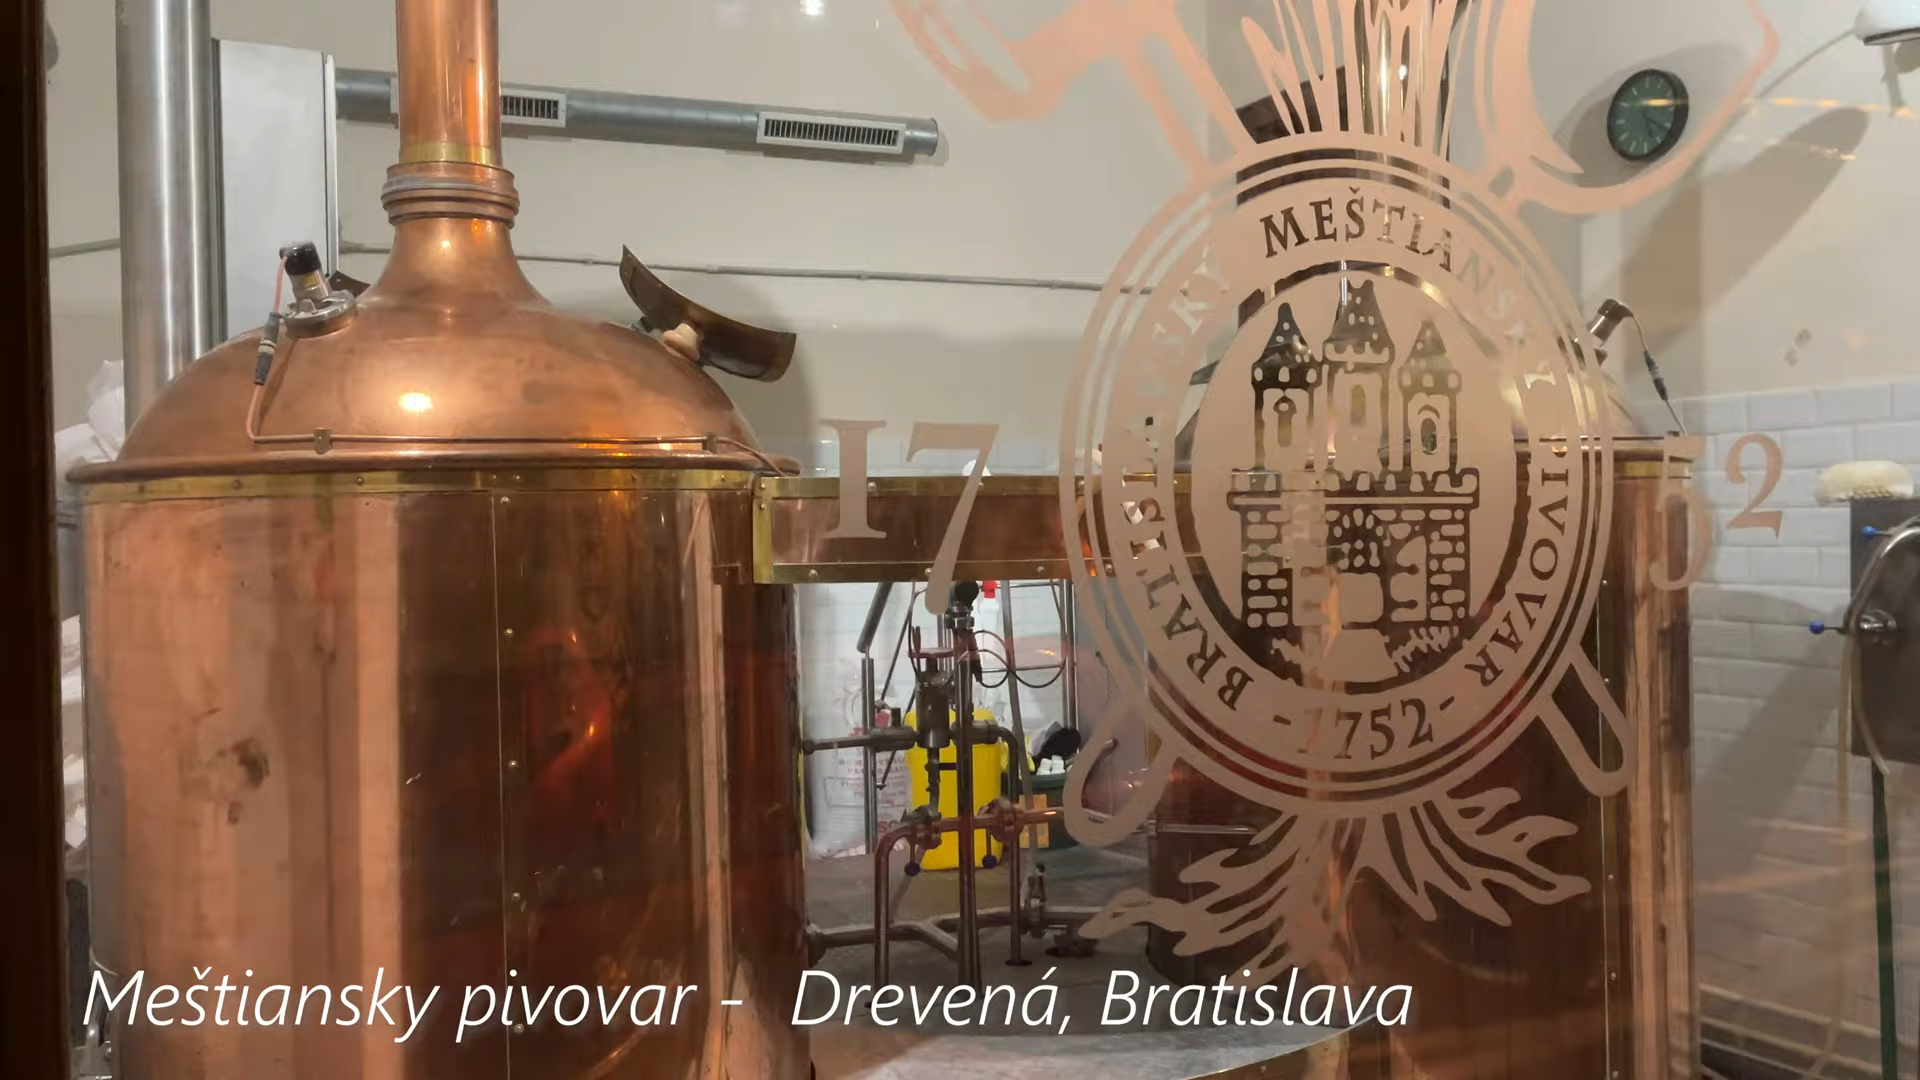 BRATISLAVSKÝ MEŠTIANSKY PIVOVAR
- 1752 -
17 52
Meštiansky pivovar - Drevená, Bratislava